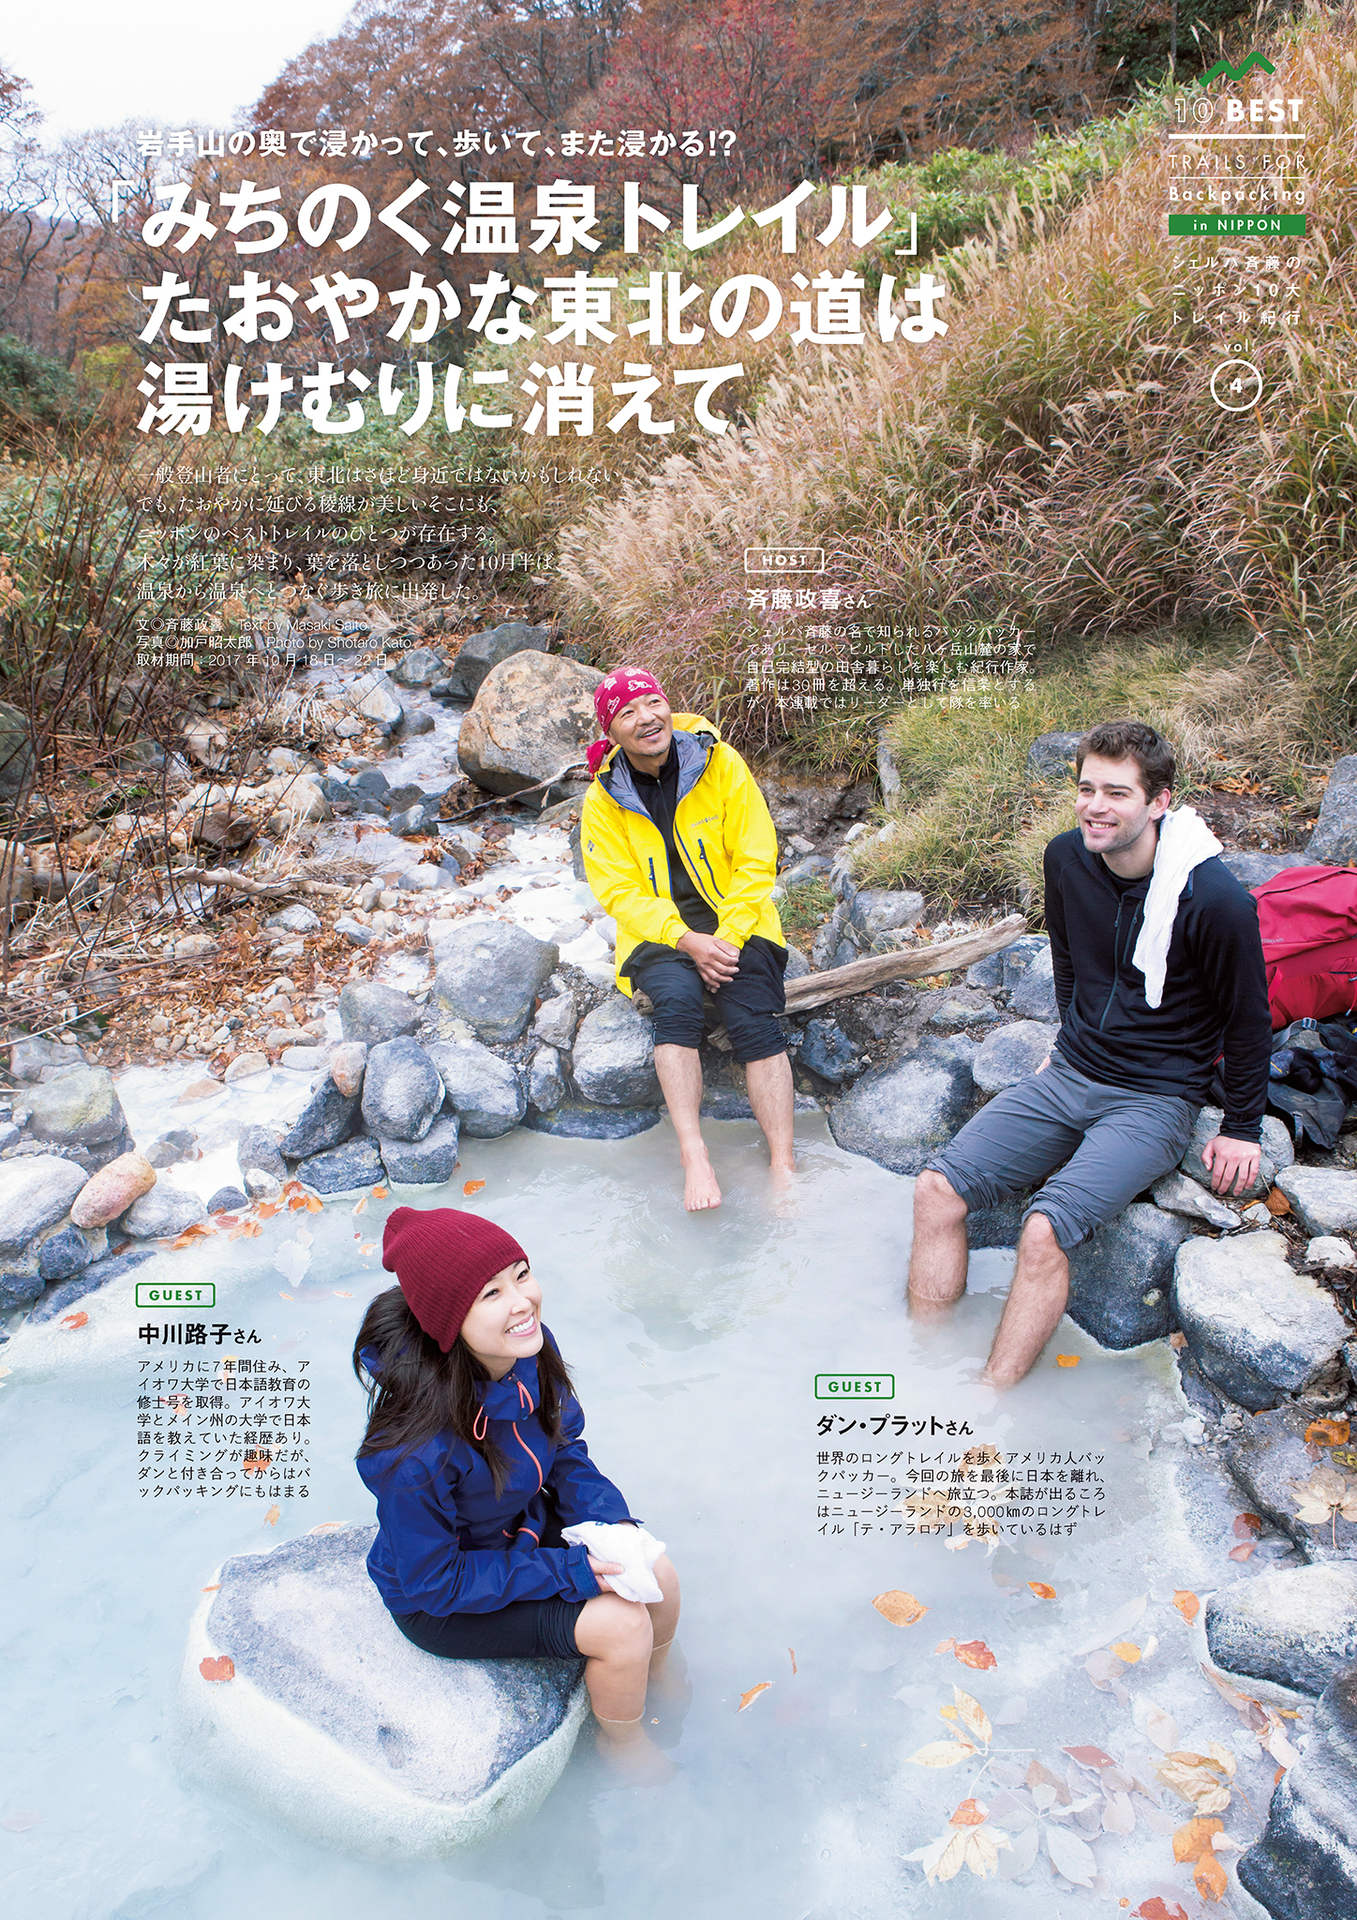 岩手山の奥で浸かって、歩いて、また浸かる!?
「みちのく温泉トレイル」
たおやかな東北の道は
湯けむりに消えて
一般登山者にとって、東北はさほど身近ではないかもしれない
でも、たおやかに延びる稜線が美しいそこにも、
ニッポンのベストトレイルのひとつが存在する。
木々が紅葉に染まり、葉を落としつつあった10月半ば、
温泉から温泉へとつなぐ歩き旅に出発した。
文◎斉藤政喜 Text by Masaki Saito
写真◎加戸昭太郎 Photo by Shotaro Kato
取材期間：2017年10月18日〜22日
10 BEST
TRAILS FOR
Backpacking
in NIPPON
シェルパ斉藤の
ニッポン10大
トレイル紀行
vol.
4
HOST
斉藤政喜さん
シェルパ斉藤の名で知られるバックパッカー
であり、セルフビルドした八ヶ岳山麓の家で
自己完結型の田舎暮らしを楽しむ紀行作家。
著作は30冊を超える。単独行を信条とする
が、本連載ではリーダーとして隊を率いる
GUEST
中川路子さん
アメリカに7年間住み、ア
イオワ大学で日本語教育の
修士号を取得。アイオワ大
学とメイン州の大学で日本
語を教えていた経歴あり。
クライミングが趣味だが、
ダンと付き合ってからはバ
ックパッキングにもはまる
GUEST
ダン・プラットさん
世界のロングトレイルを歩くアメリカ人バッ
クパッカー。今回の旅を最後に日本を離れ、
ニュージーランドへ旅立つ。本誌が出るころ
はニュージーランドの3,000㎞のロングトレ
イル「テ・アラロア」を歩いているはず